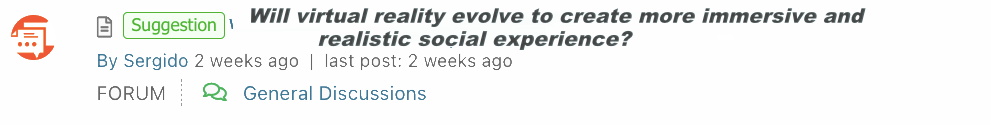 Suggestion Will virtual reality evolve to create more immersive and
realistic social experience?
By Sergido 2 weeks ago | last post: 2 weeks ago
FORUM General Discussions